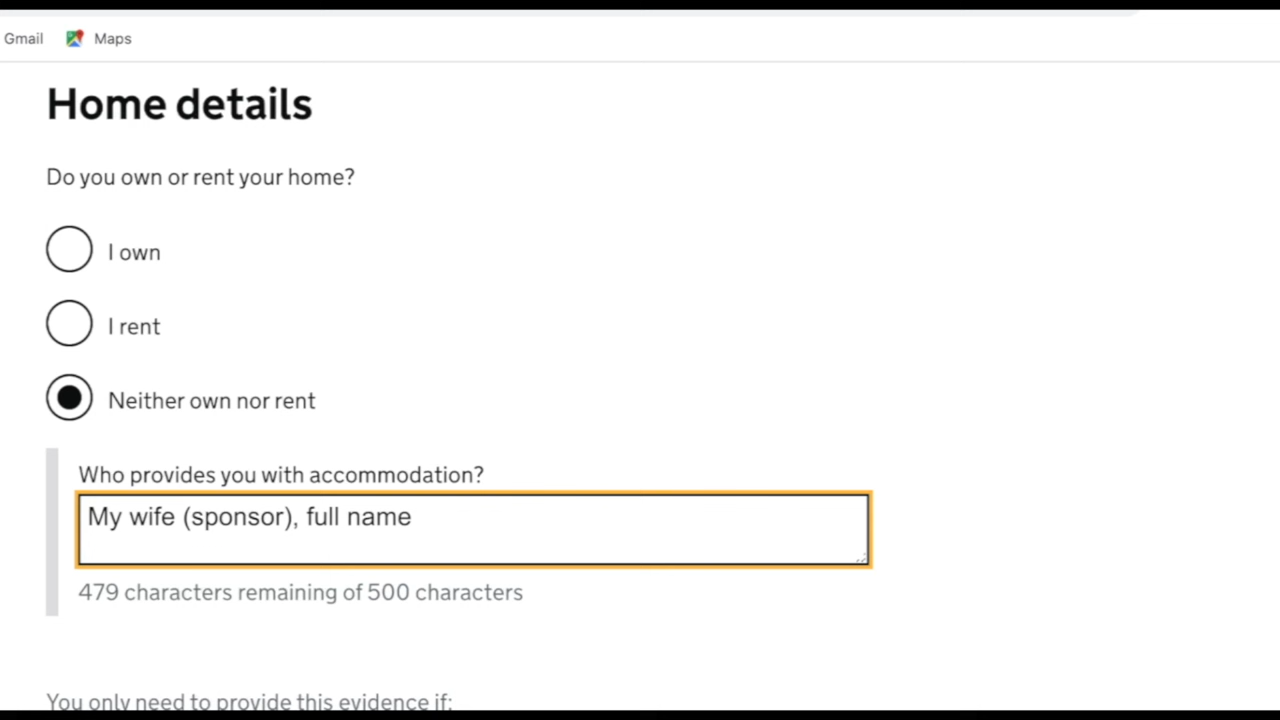 Gmail Maps
Home details
Do you own or rent your home?
I own
I rent
Neither own nor rent
Who provides you with accommodation?
My wife (sponsor), full name
479 characters remaining of 500 characters
You only need to provide this evidence if: